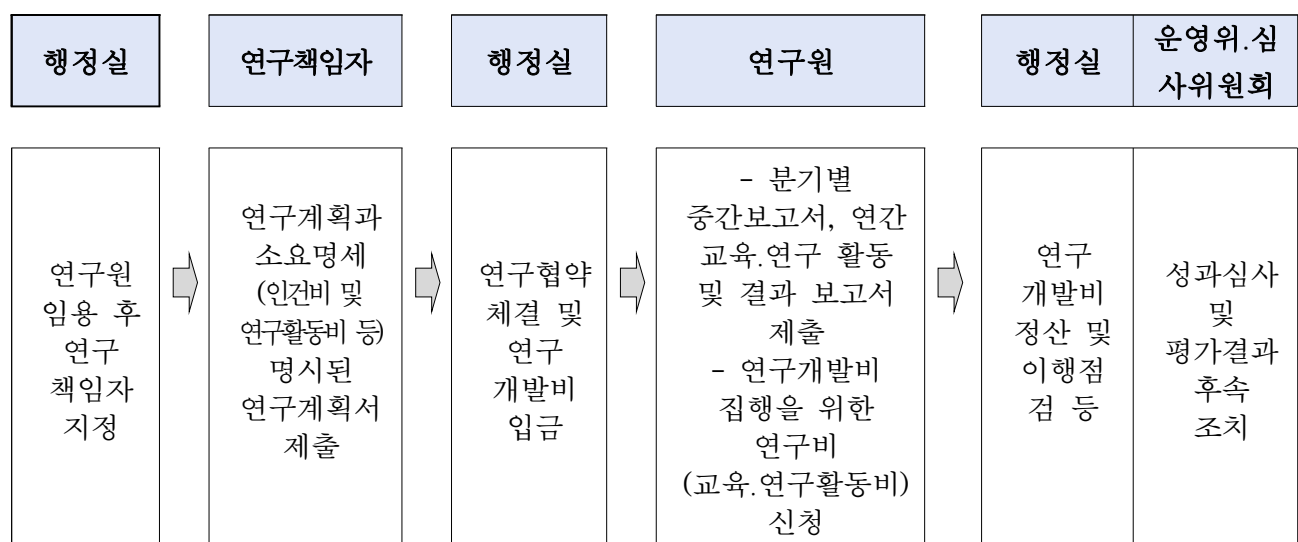 행정실
연구책임자
행정실
연구원
행정실
운영위.심
사위원회
연구원
임용 후
연구
책임자
지정
연구계획과
소요명세
(인건비 및
연구활동비 등)
명시된
연구계획서
제출
연구협약
체결 및
연구
개발비
입금
- 분기별
중간보고서, 연간
교육.연구 활동
및 결과 보고서
제출
- 연구개발비
집행을 위한
연구비
(교육.연구활동비)
신청
연구
개발비
정산 및
이행점
검 등
성과심사
및
평가결과
후속
조치